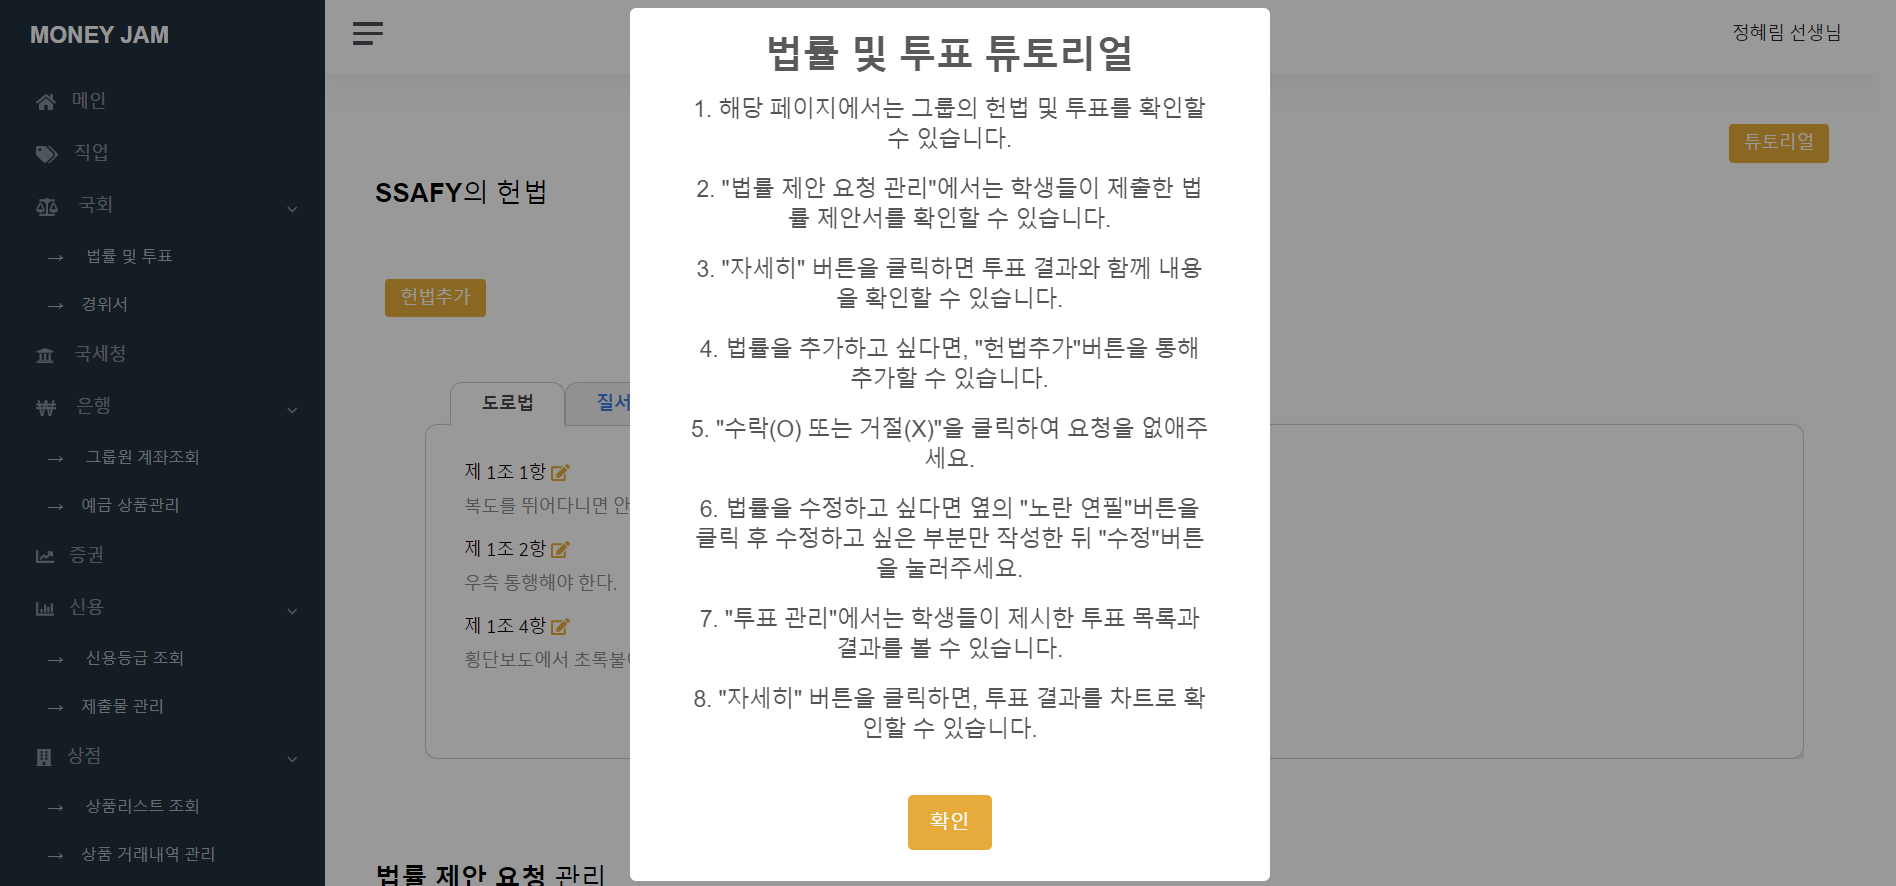 MONEY JAM
메인
직업
국회
→ 법률 및 투표
→ 경위서
국세청
은행
→ 그룹원 계좌조회
→ 예금 상품관리
증권
신용
→ 신용등급 조회
→ 제출물 관리
상점
→ 상품리스트 조회
→ 상품 거래내역 관리
정혜림 선생님
튜토리얼
SSAFY의 헌법
헌법추가
도로법
질서
제 1조 1항
복도를 뛰어다니면 안
제 1조 2항
우측 통행해야 한다.
제 1조 4항
횡단보도에서 초록불
법률 제안 요청 관리
법률 및 투표 튜토리얼
1. 해당 페이지에서는 그룹의 헌법 및 투표를 확인할
수 있습니다.
2. "법률 제안 요청 관리"에서는 학생들이 제출한 법
률 제안서를 확인할 수 있습니다.
3. "자세히" 버튼을 클릭하면 투표 결과와 함께 내용
을 확인할 수 있습니다.
4. 법률을 추가하고 싶다면, "헌법추가"버튼을 통해
추가할 수 있습니다.
5. "수락(O) 또는 거절(X)"을 클릭하여 요청을 없애주
세요.
6. 법률을 수정하고 싶다면 옆의 "노란 연필"버튼을
클릭 후 수정하고 싶은 부분만 작성한 뒤 "수정"버튼
을 눌러주세요.
7. "투표 관리"에서는 학생들이 제시한 투표 목록과
결과를 볼 수 있습니다.
8. "자세히" 버튼을 클릭하면, 투표 결과를 차트로 확
인할 수 있습니다.
확인